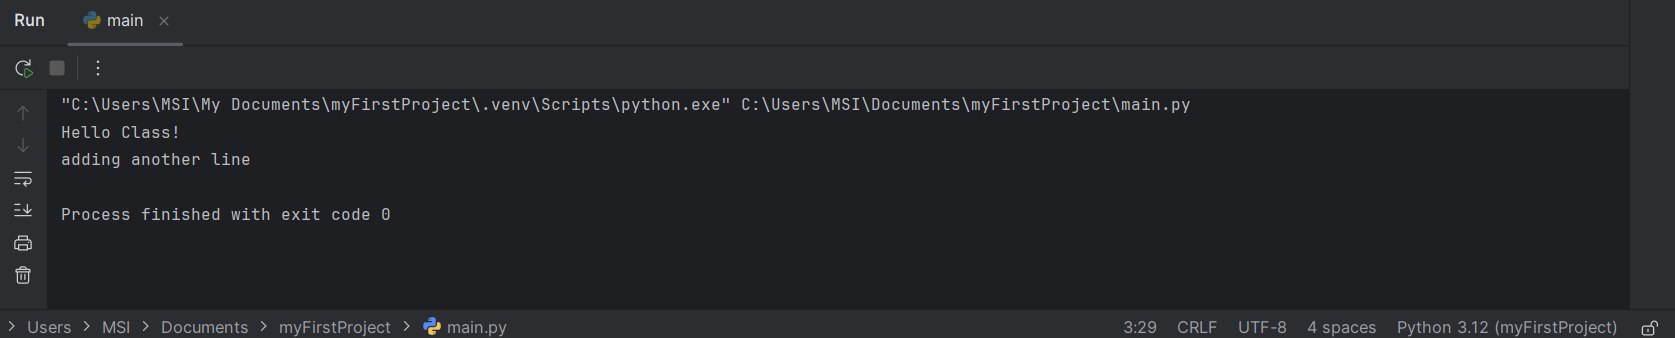 Run main
"C:\Users\MSI\My Documents\myFirstProject\.venv\Scripts\python.exe" C:\Users\MSI\Documents\myFirstProject\main.py
Hello Class!
adding another line
Process finished with exit code 0
Users > MSI > Documents > myFirstProject > main.py 3:29 CRLF UTF-8 4 spaces Python 3.12 (myFirstProject)